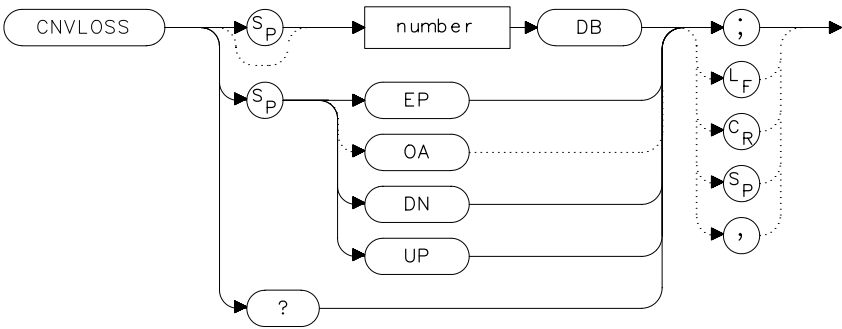 CNVLOSS SP number DB ;
LF
SP EP
CR
OA
SP
DN
,
UP
?